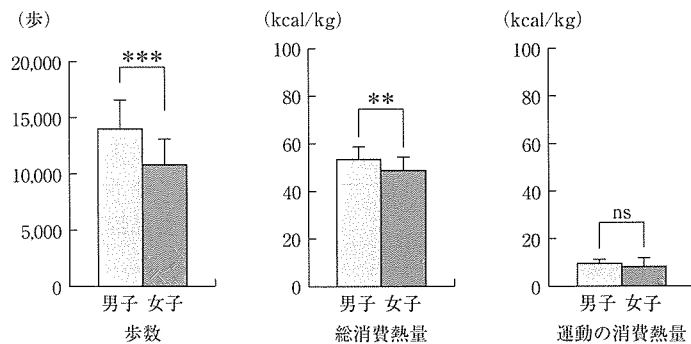 (歩)
20,000
15,000
10,000
5,000
0
***
男子 女子
歩数
(kcal/kg)
100
80
60
40
20
0
**
男子 女子
総消費熱量
(kcal/kg)
100
80
60
40
20
0
ns
男子 女子
運動の消費熱量